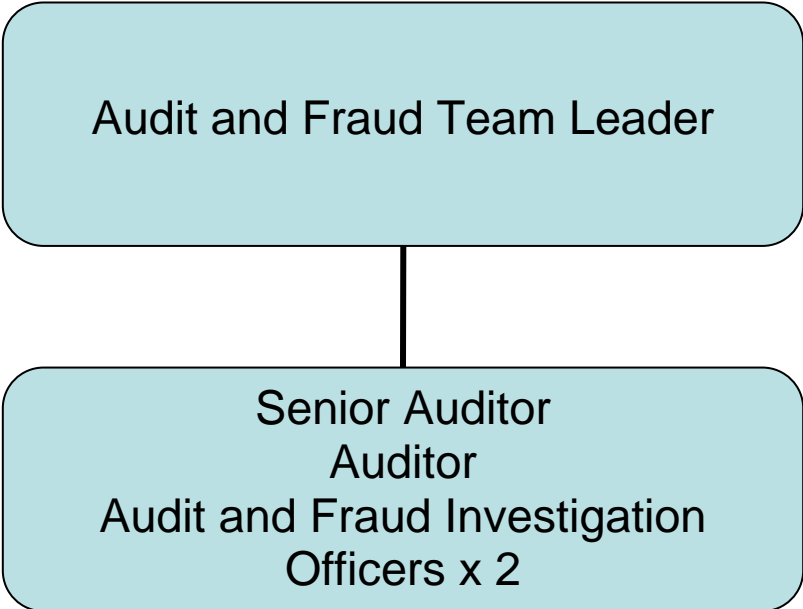 Audit and Fraud Team Leader
Senior Auditor
Auditor
Audit and Fraud Investigation
Officers x 2